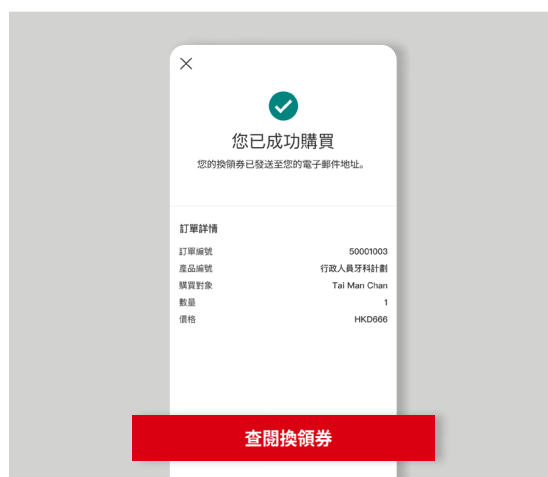 您已成功購買
您的換領券已發送至您的電子郵件地址。
訂單詳情
訂單編號 50001003
產品編號 行政人員牙科計劃
購買對象 Tai Man Chan
數量 1
價格 HKD666
查閱換領券